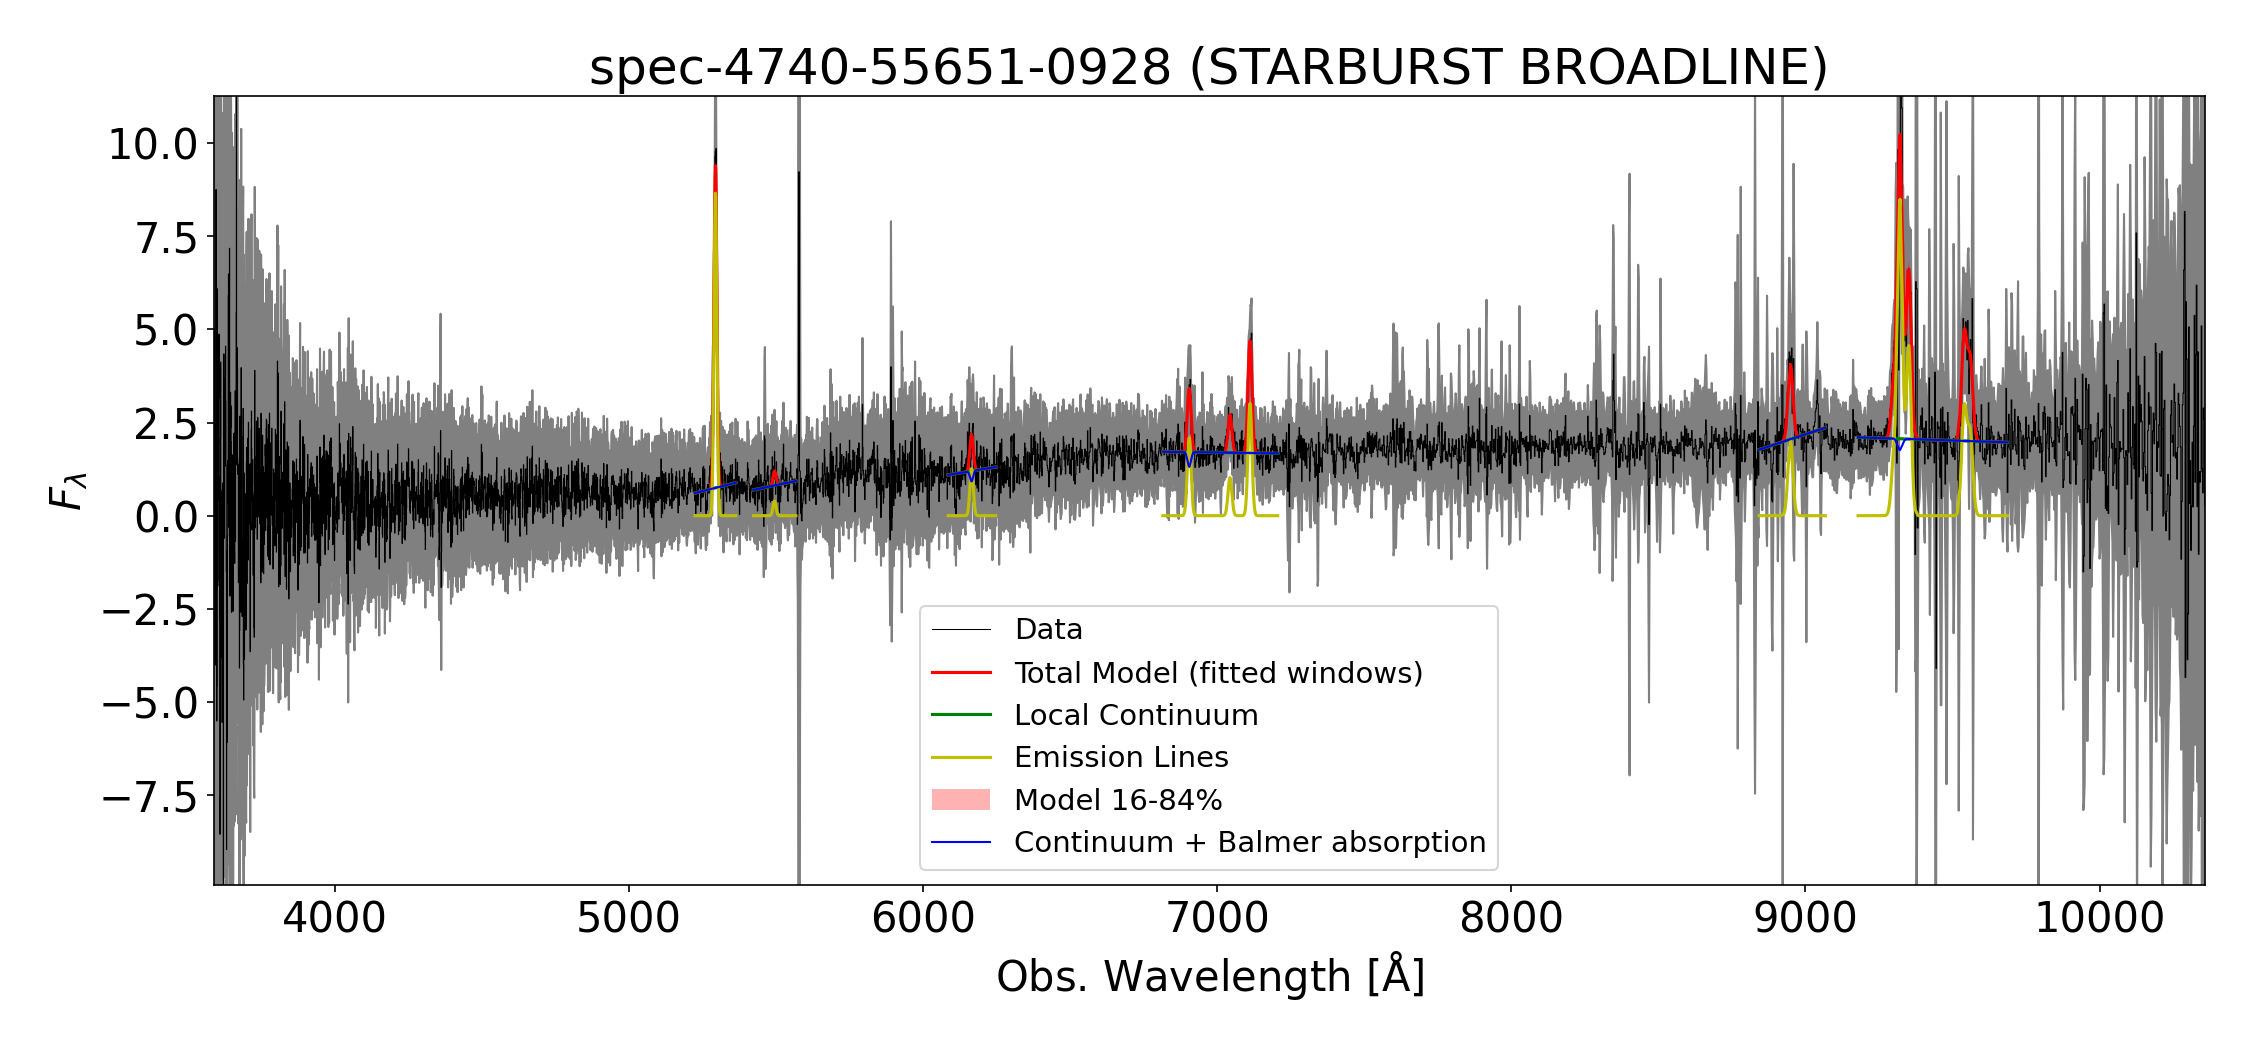 spec-4740-55651-0928 (STARBURST BROADLINE)
10.0
7.5
5.0
2.5
0.0
−2.5
−5.0
−7.5
Fλ
Data
Total Model (fitted windows)
Local Continuum
Emission Lines
Model 16-84%
Continuum + Balmer absorption
4000 5000 6000 7000 8000 9000 10000
Obs. Wavelength [Å]